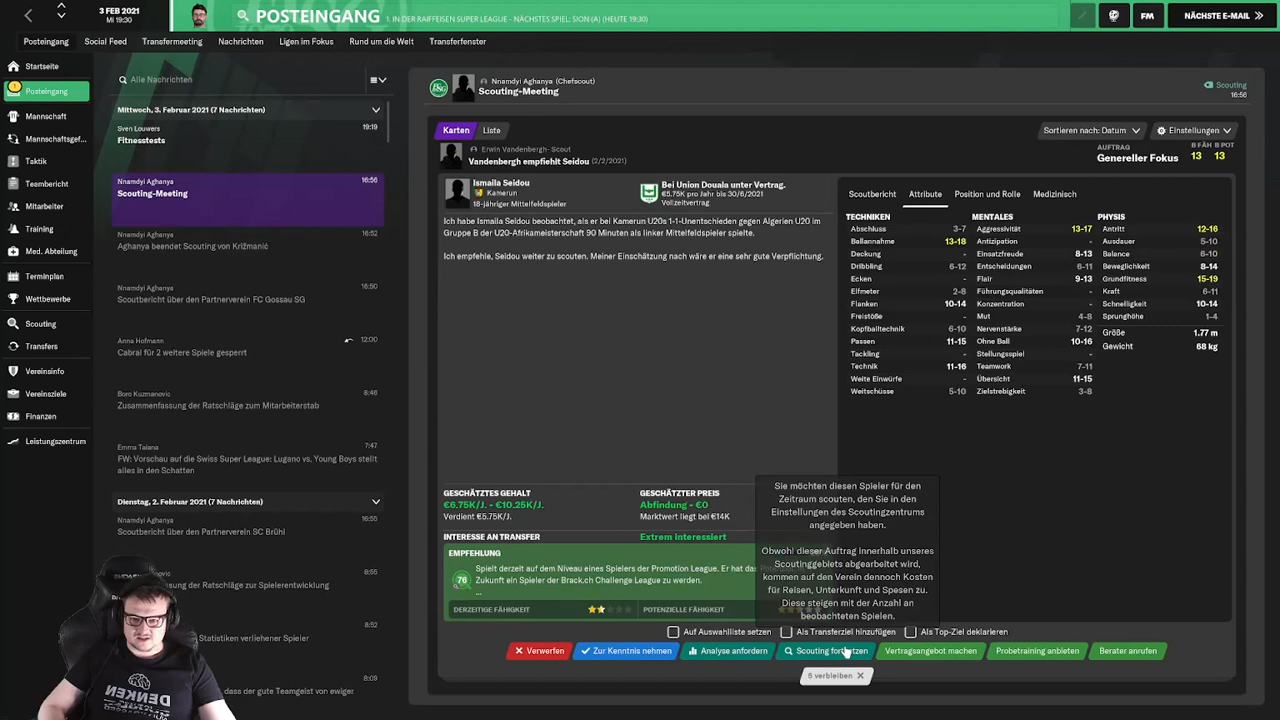 3 FEB 2021
MI 19:30
POSTEINGANG
1. IN DER RAIFFEISEN SUPER LEAGUE - NÄCHSTES SPIEL: SION (A) (HEUTE 19:30)
FM
NÄCHSTE E-MAIL
Posteingang
Social Feed
Transfermeeting
Nachrichten
Ligen im Fokus
Rund um die Welt
Transferfenster
Startseite
Posteingang
Mannschaft
Mannschaftsgef...
Taktik
Teambericht
Mitarbeiter
Training
Med. Abteilung
Terminplan
Wettbewerbe
Scouting
Transfers
Vereinsinfo
Vereinsziele
Finanzen
Leistungszentrum
Alle Nachrichten
Mittwoch, 3. Februar 2021 (7 Nachrichten)
Sven Louwers 19:19
Fitnesstests
Nnamdyi Aghanya 16:56
Scouting-Meeting
Nnamdyi Aghanya 16:52
Aghanya beendet Scouting von Križmanić
Nnamdyi Aghanya 16:50
Scoutbericht über den Partnerverein FC Gossau SG
Anna Hofmann 12:00
Cabral für 2 weitere Spiele gesperrt
Boro Kuzmanovic 8:46
Zusammenfassung der Ratschläge zum Mitarbeiterstab
Emma Taiana 7:47
FW: Vorschau auf die Swiss Super League: Lugano vs. Young Boys stellt
alles in den Schatten
Dienstag, 2. Februar 2021 (7 Nachrichten)
Nnamdyi Aghanya 16:55
Scoutbericht über den Partnerverein SC Brühl
8:55
ssterung zur Spielerentwicklung
8:52
Statistiken verliehener Spieler
8:51
dass der gute Teamgeist von ewiger
Nnamdyi Aghanya (Chefscout)
Scouting-Meeting
Scouting
16:56
Karten
Liste
Sortieren nach: Datum
Einstellungen
Erwin Vandenbergh- Scout
Vandenbergh empfiehlt Seidou (2/2/2021)
AUFTRAG
Genereller Fokus
B FÄH B POT
13 13
Ismaila Seidou
Kamerun
18-jähriger Mittelfeldspieler
Bei Union Douala unter Vertrag.
€5.75K pro Jahr bis 30/6/2021
Vollzeitvertrag
Ich habe Ismaila Seidou beobachtet, als er bei Kamerun U20s 1-1-Unentschieden gegen Algerien U20 im
Gruppe B der U20-Afrikameisterschaft 90 Minuten als linker Mittelfeldspieler spielte.
Ich empfehle, Seidou weiter zu scouten. Meiner Einschätzung nach wäre er eine sehr gute Verpflichtung.
Scoutbericht
Attribute
Position und Rolle
Medizinisch
TECHNIKEN MENTALES PHYSIS
Abschluss 3-7 Aggressivität 13-17 Antritt 12-16
Ballannahme 13-18 Antizipation - Ausdauer 5-10
Deckung - Einsatzfreude 8-13 Balance 6-10
Dribbling 6-12 Entscheidungen 6-11 Beweglichkeit 8-14
Ecken - Flair 9-13 Grundfitness 15-19
Elfmeter 2-8 Führungsqualitäten - Kraft 6-11
Flanken 10-14 Konzentration - Schnelligkeit 10-14
Freistöße - Mut 4-8 Sprunghöhe 1-4
Kopfballtechnik 6-10 Nervenstärke 7-12 Größe 1.77 m
Passen 11-15 Ohne Ball 10-16 Gewicht 68 kg
Tackling - Stellungsspiel -
Technik 11-16 Teamwork 7-11
Weite Einwürfe - Übersicht 11-15
Weitschüsse 5-10 Zielstrebigkeit 3-8
GESCHÄTZTES GEHALT
€6.75K/J. - €10.25K/J.
Verdient €5.75K/J.
GESCHÄTZTER PREIS
Abfindung - €0
Marktwert liegt bei €14K
INTERESSE AN TRANSFER Extrem interessiert
EMPFEHLUNG
76
Spielt derzeit auf dem Niveau eines Spielers der Promotion League. Er hat das
Zukunft ein Spieler der Brack.ch Challenge League zu werden.
...
DERZEITIGE FÄHIGKEIT
POTENZIELLE FÄHIGKEIT
Sie möchten diesen Spieler für den
Zeitraum scouten, den Sie in den
Einstellungen des Scoutingzentrums
angegeben haben.
Obwohl dieser Auftrag innerhalb unseres
Scoutinggebiets abgearbeitet wird,
kommen auf den Verein dennoch Kosten
für Reisen, Unterkunft und Spesen zu.
Diese steigen mit der Anzahl an
beobachteten Spielen.
Auf Auswahlliste setzen
Als Transferziel hinzufügen
Als Top-Ziel deklarieren
Verwerfen
Zur Kenntnis nehmen
Analyse anfordern
Scouting fortsetzen
Vertragsangebot machen
Probetraining anbieten
Berater anrufen
6 verbleiben
DENKEN